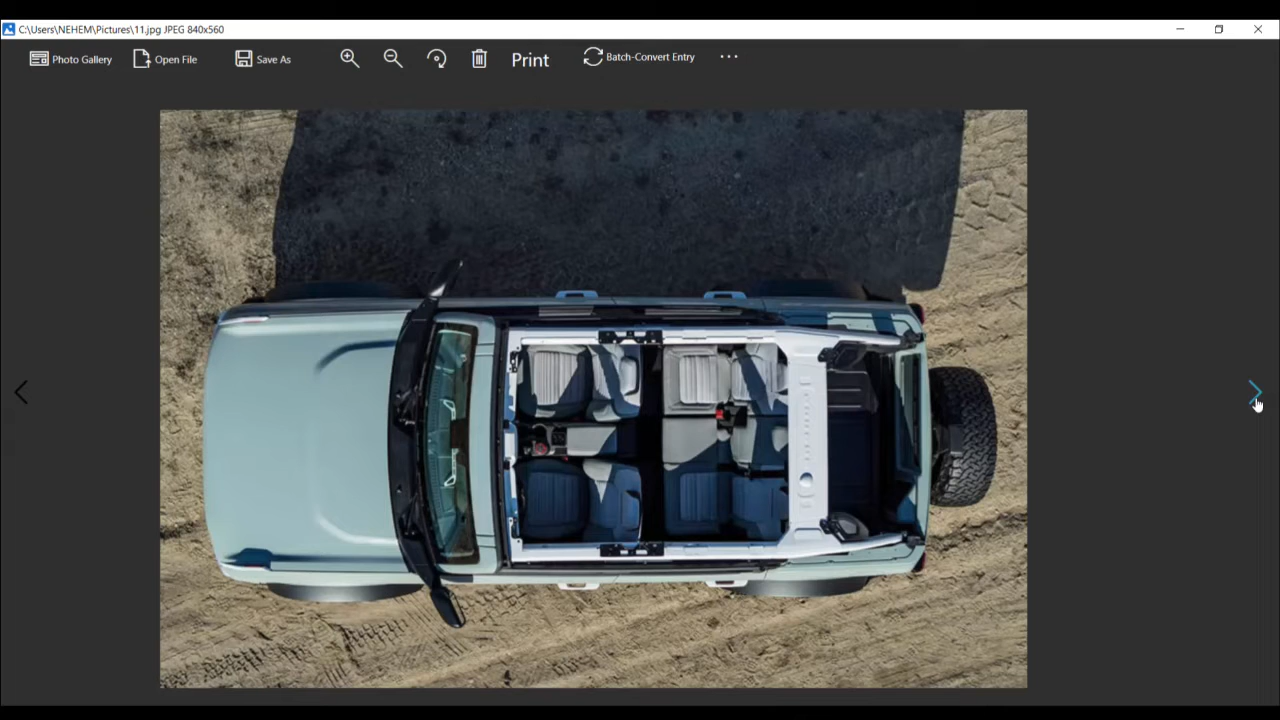 C:\Users\NEHEM\Pictures\11.jpg JPEG 840x560
Photo Gallery Open File Save As Print Batch-Convert Entry